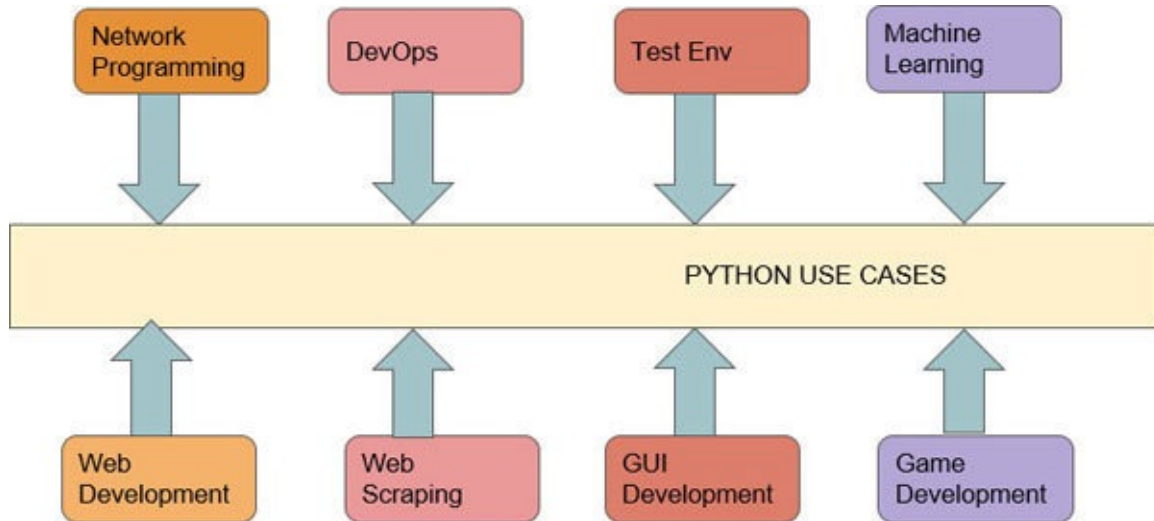 Network
Programming
DevOps
Test Env
Machine
Learning
PYTHON USE CASES
Web
Development
Web
Scraping
GUI
Development
Game
Development